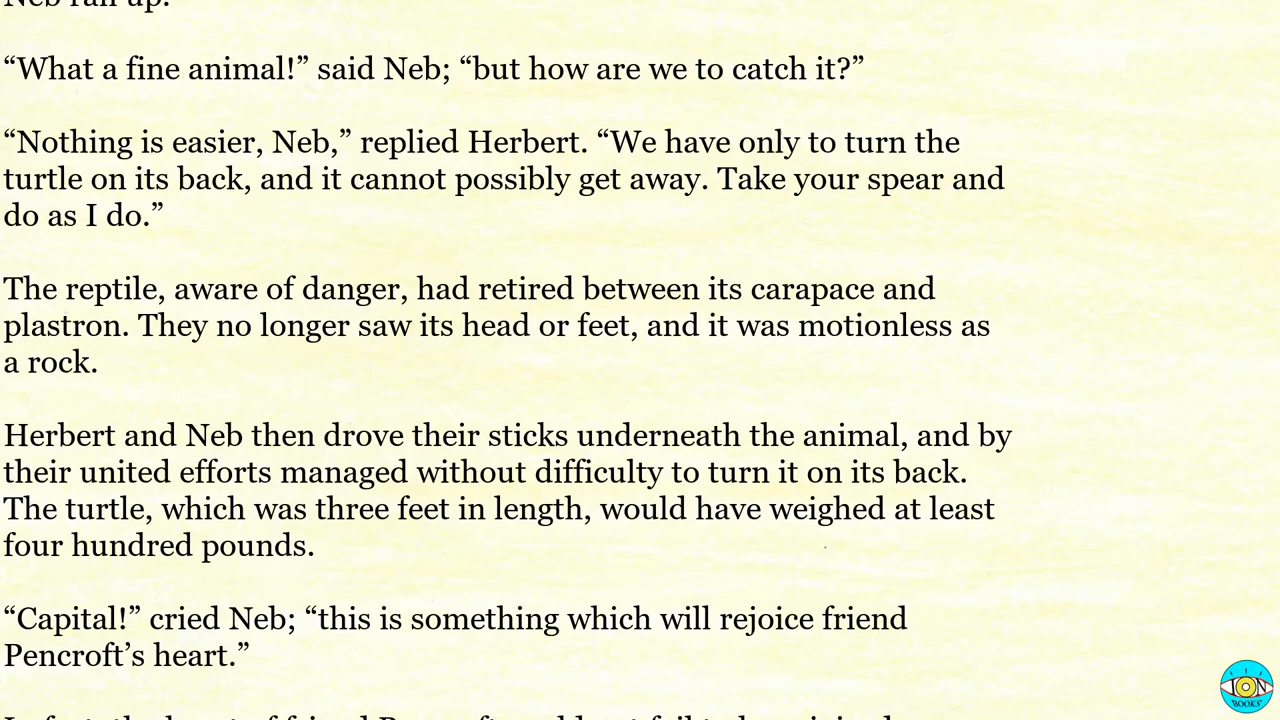 Neb ran up.
“What a fine animal!” said Neb; “but how are we to catch it?”
“Nothing is easier, Neb,” replied Herbert. “We have only to turn the
turtle on its back, and it cannot possibly get away. Take your spear and
do as I do.”
The reptile, aware of danger, had retired between its carapace and
plastron. They no longer saw its head or feet, and it was motionless as
a rock.
Herbert and Neb then drove their sticks underneath the animal, and by
their united efforts managed without difficulty to turn it on its back.
The turtle, which was three feet in length, would have weighed at least
four hundred pounds.
“Capital!” cried Neb; “this is something which will rejoice friend
Pencroft’s heart.”
ION
WOOKS